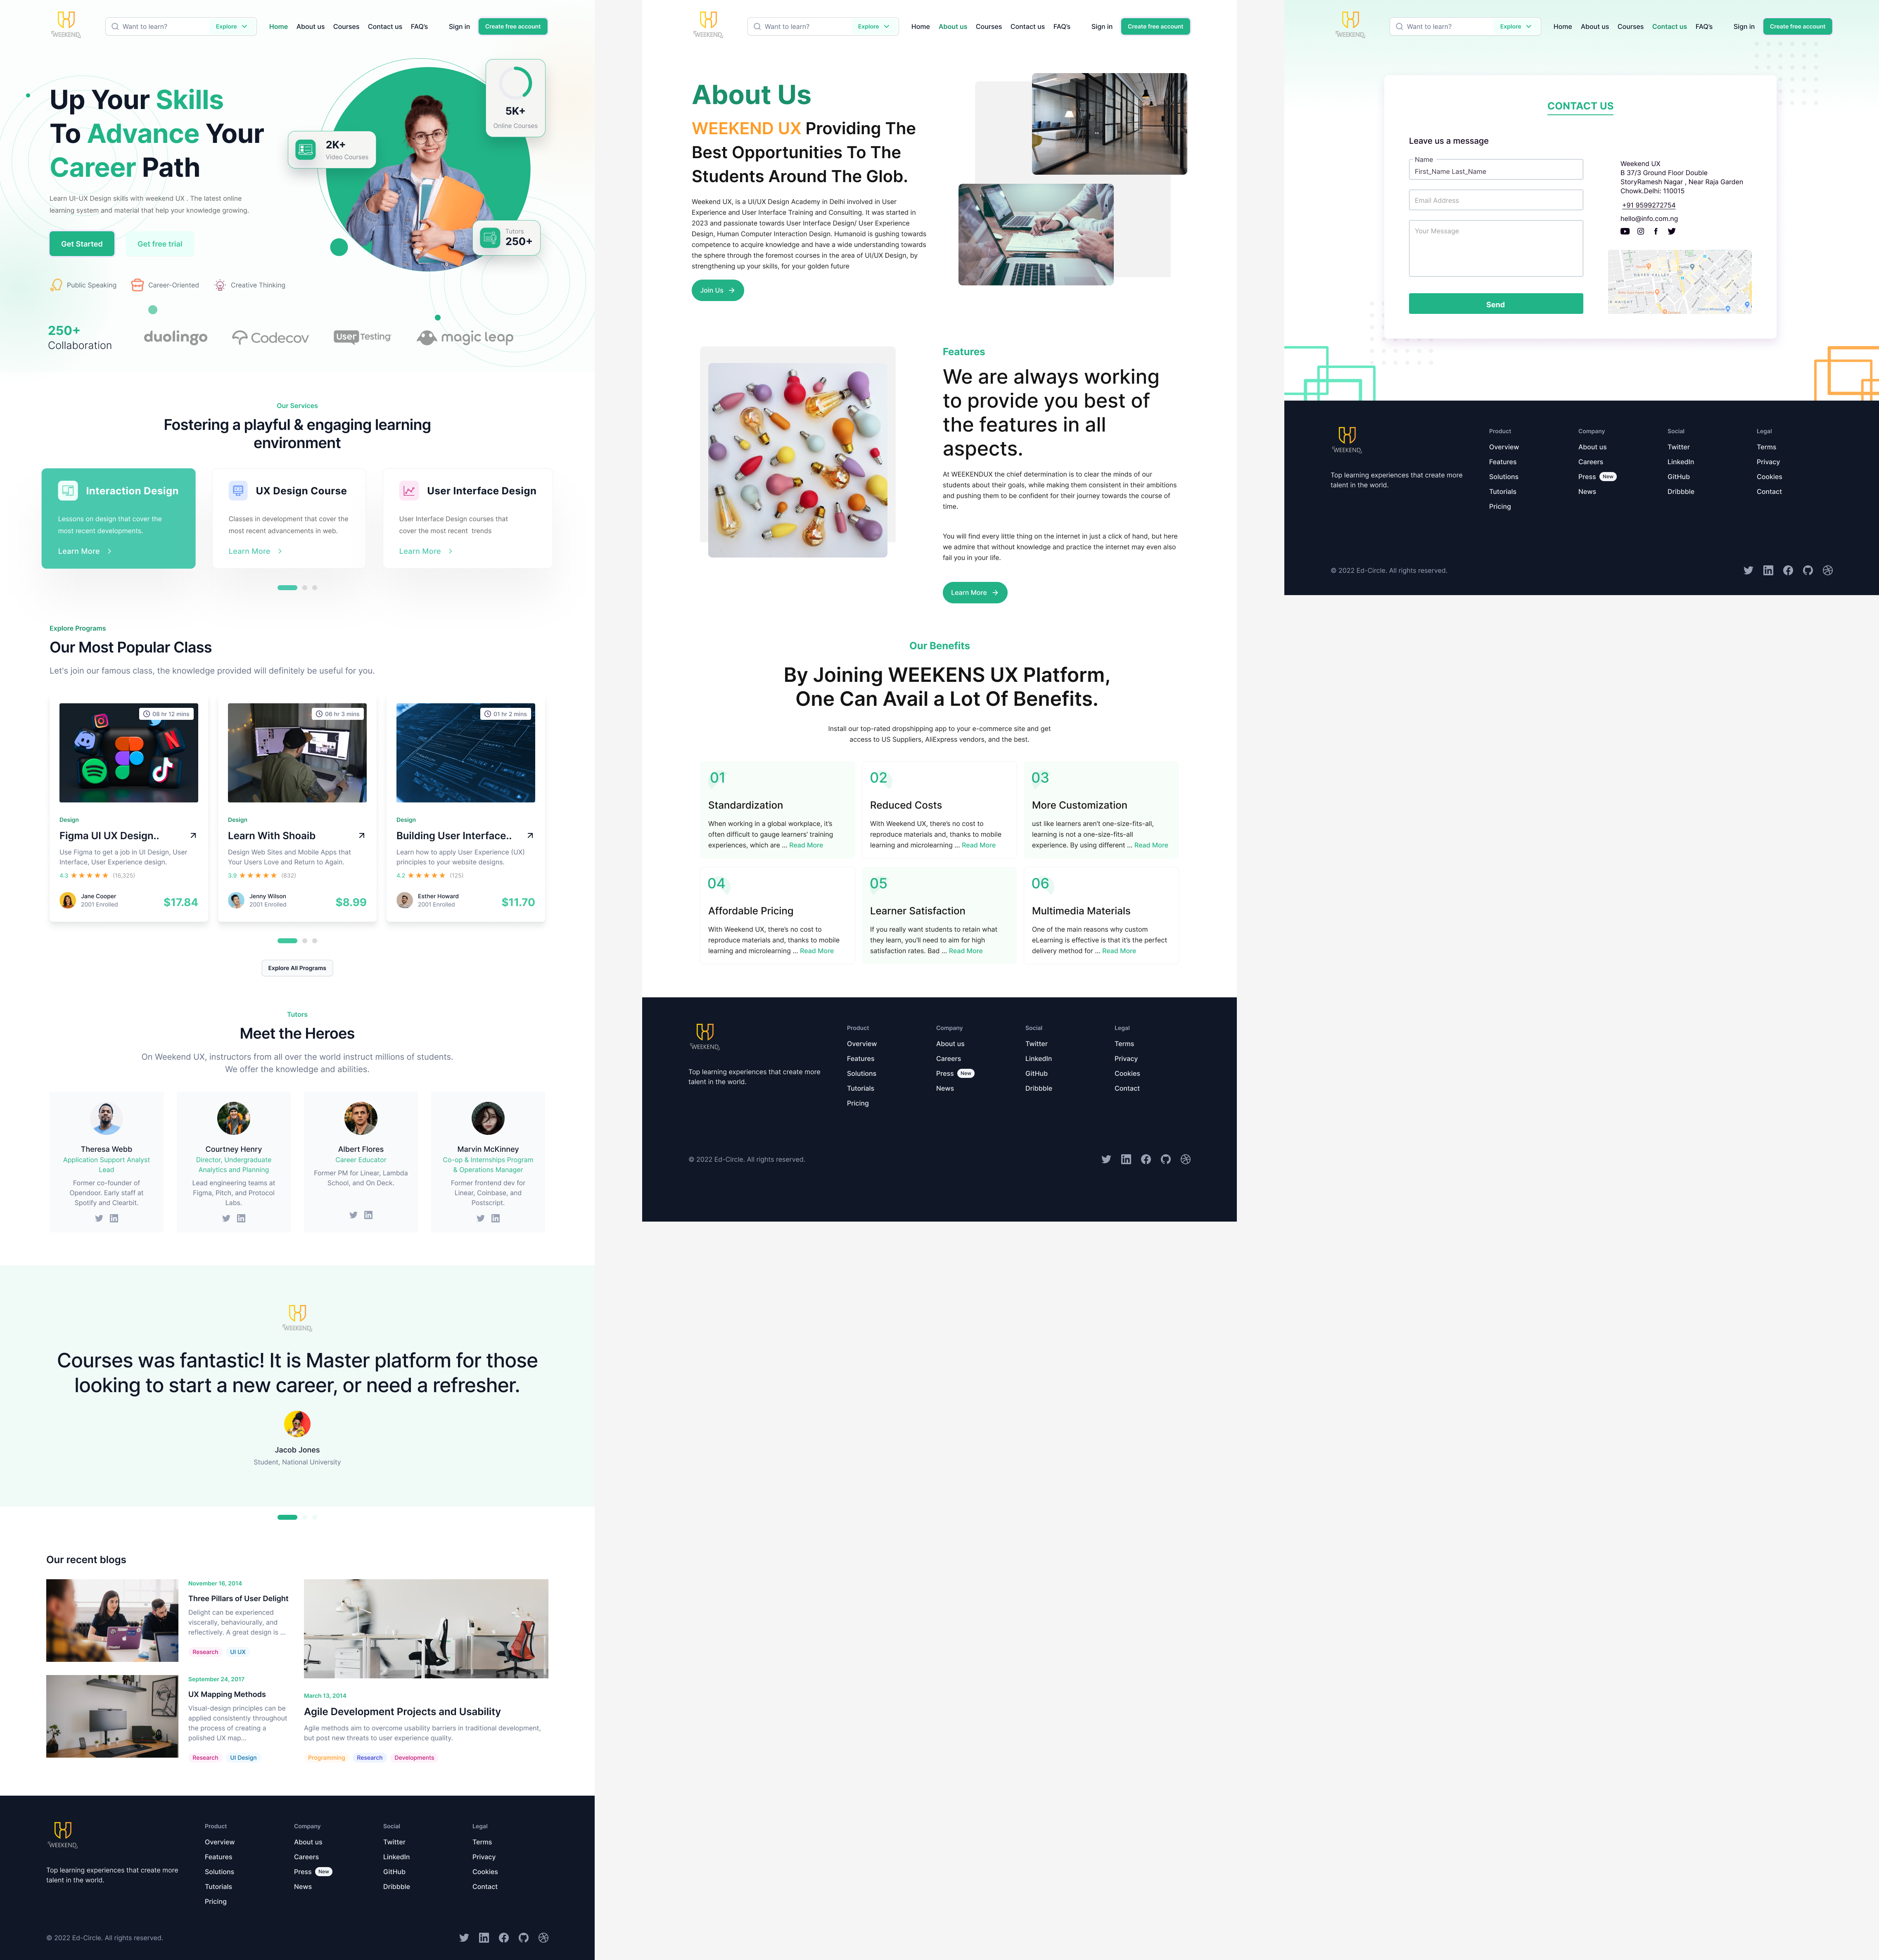 WEEKEND
Want to learn?
Explore
Home
About us
Courses
Contact us
FAQ's
Sign in
Create free account
Up Your Skills
To Advance Your
Career Path
Learn UI-UX Design skills with weekend UX . The latest online
learning system and material that help your knowledge growing.
Get Started
Get free trial
Public Speaking
Career-Oriented
Creative Thinking
5K+
Online Courses
2K+
Video Courses
Tutors
250+
250+
Collaboration
duolingo
Codecov
UserTesting
magic leap
Our Services
Fostering a playful & engaging learning
environment
Interaction Design
Lessons on design that cover the
most recent developments.
Learn More
UX Design Course
Classes in development that cover the
most recent advancements in web.
Learn More
User Interface Design
User Interface Design courses that
cover the most recent trends
Learn More
Explore Programs
Our Most Popular Class
Let's join our famous class, the knowledge provided will definitely be useful for you.
08 hr 12 mins
Design
Figma UI UX Design..
Use Figma to get a job in UI Design, User
Interface, User Experience design.
4.3
(16,325)
Jane Cooper
2001 Enrolled
$17.84
06 hr 3 mins
Design
Learn With Shoaib
Design Web Sites and Mobile Apps that
Your Users Love and Return to Again.
3.9
(832)
Jenny Wilson
2001 Enrolled
$8.99
01 hr 2 mins
Design
Building User Interface..
Learn how to apply User Experience (UX)
principles to your website designs.
4.2
(125)
Esther Howard
2001 Enrolled
$11.70
Explore All Programs
Tutors
Meet the Heroes
On Weekend UX, instructors from all over the world instruct millions of students.
We offer the knowledge and abilities.
Theresa Webb
Application Support Analyst
Lead
Former co-founder of
Opendoor. Early staff at
Spotify and Clearbit.
Courtney Henry
Director, Undergraduate
Analytics and Planning
Lead engineering teams at
Figma, Pitch, and Protocol
Labs.
Albert Flores
Career Educator
Former PM for Linear, Lambda
School, and On Deck.
Marvin McKinney
Co-op & Internships Program
& Operations Manager
Former frontend dev for
Linear, Coinbase, and
Postscript.
WEEKEND
Courses was fantastic! It is Master platform for those
looking to start a new career, or need a refresher.
Jacob Jones
Student, National University
Our recent blogs
November 16, 2014
Three Pillars of User Delight
Delight can be experienced
viscerally, behaviourally, and
reflectively. A great design is ...
Research
UI UX
September 24, 2017
UX Mapping Methods
Visual-design principles can be
applied consistently throughout
the process of creating a
polished UX map...
Research
UI Design
March 13, 2014
Agile Development Projects and Usability
Agile methods aim to overcome usability barriers in traditional development,
but post new threats to user experience quality.
Programming
Research
Developments
WEEKEND
Top learning experiences that create more
talent in the world.
Product
Overview
Features
Solutions
Tutorials
Pricing
Company
About us
Careers
Press New
News
Social
Twitter
LinkedIn
GitHub
Dribbble
Legal
Terms
Privacy
Cookies
Contact
© 2022 Ed-Circle. All rights reserved.
WEEKEND
Want to learn?
Explore
Home
About us
Courses
Contact us
FAQ's
Sign in
Create free account
About Us
WEEKEND UX Providing The
Best Opportunities To The
Students Around The Glob.
Weekend UX, is a UI/UX Design Academy in Delhi involved in User
Experience and User Interface Training and Consulting. It was started in
2023 and passionate towards User Interface Design/ User Experience
Design, Human Computer Interaction Design. Humanoid is gushing towards
competence to acquire knowledge and have a wide understanding towards
the sphere through the foremost courses in the area of UI/UX Design, by
strengthening up your skills, for your golden future
Join Us
Features
We are always working
to provide you best of
the features in all
aspects.
At WEEKENDUX the chief determination is to clear the minds of our
students about their goals, while making them consistent in their ambitions
and pushing them to be confident for their journey towards the course of
time.
You will find every little thing on the internet in just a click of hand, but here
we admire that without knowledge and practice the internet may even also
fail you in your life.
Learn More
Our Benefits
By Joining WEEKENS UX Platform,
One Can Avail a Lot Of Benefits.
Install our top-rated dropshipping app to your e-commerce site and get
access to US Suppliers, AliExpress vendors, and the best.
01
Standardization
When working in a global workplace, it's
often difficult to gauge learners' training
experiences, which are ... Read More
02
Reduced Costs
With Weekend UX, there's no cost to
reproduce materials and, thanks to mobile
learning and microlearning ... Read More
03
More Customization
ust like learners aren't one-size-fits-all,
learning is not a one-size-fits-all
experience. By using different ... Read More
04
Affordable Pricing
With Weekend UX, there's no cost to
reproduce materials and, thanks to mobile
learning and microlearning ... Read More
05
Learner Satisfaction
If you really want students to retain what
they learn, you'll need to aim for high
satisfaction rates. Bad ... Read More
06
Multimedia Materials
One of the main reasons why custom
eLearning is effective is that it's the perfect
delivery method for ... Read More
WEEKEND
Top learning experiences that create more
talent in the world.
Product
Overview
Features
Solutions
Tutorials
Pricing
Company
About us
Careers
Press New
News
Social
Twitter
LinkedIn
GitHub
Dribbble
Legal
Terms
Privacy
Cookies
Contact
© 2022 Ed-Circle. All rights reserved.
WEEKEND
Want to learn?
Explore
Home
About us
Courses
Contact us
FAQ's
Sign in
Create free account
CONTACT US
Leave us a message
Name
First_Name Last_Name
Email Address
Your Message
Send
Weekend UX
B 37/3 Ground Floor Double
StoryRamesh Nagar , Near Raja Garden
Chowk.Delhi: 110015
+91 9599272754
hello@info.com.ng
WEEKEND
Top learning experiences that create more
talent in the world.
Product
Overview
Features
Solutions
Tutorials
Pricing
Company
About us
Careers
Press New
News
Social
Twitter
LinkedIn
GitHub
Dribbble
Legal
Terms
Privacy
Cookies
Contact
© 2022 Ed-Circle. All rights reserved.